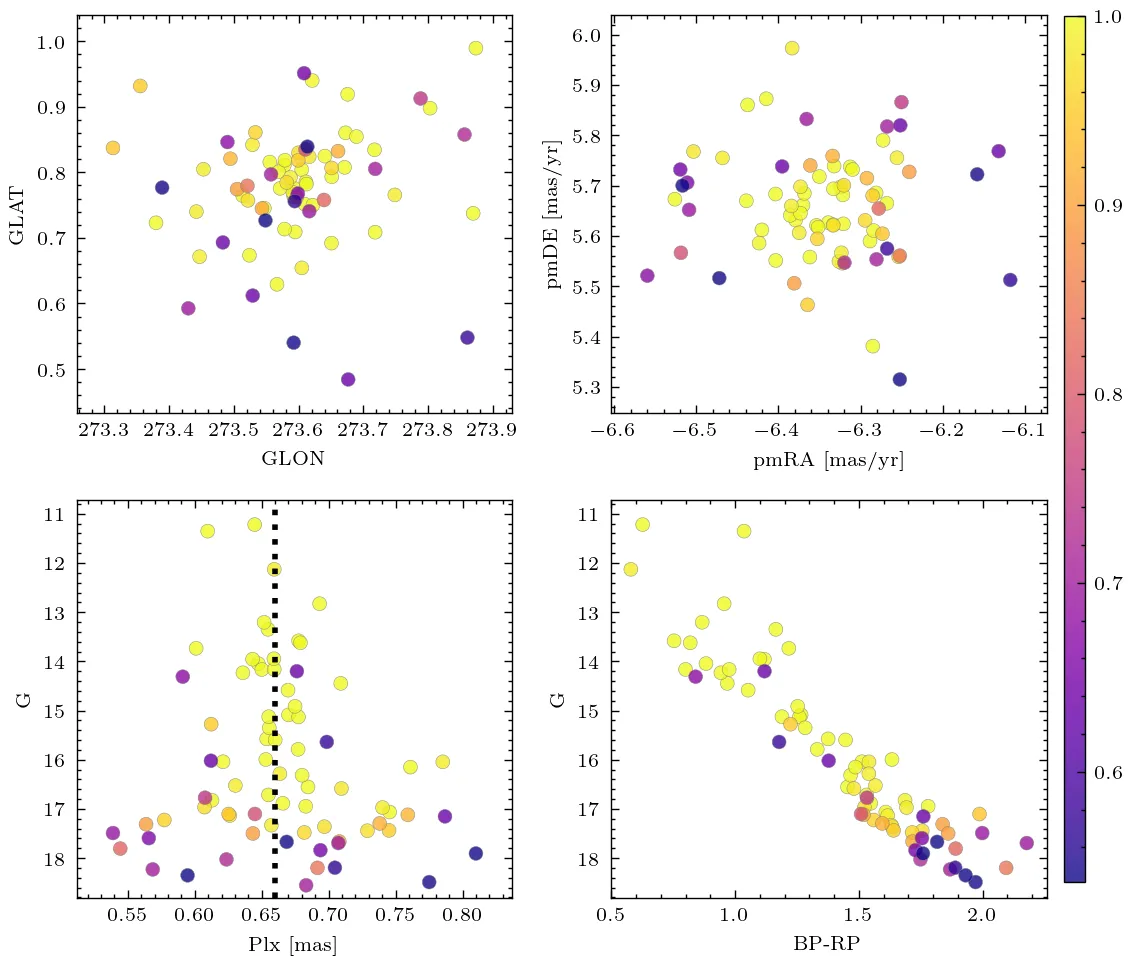 1.0
0.9
0.8
0.7
0.6
0.5
GLAT
273.3 273.4 273.5 273.6 273.7 273.8 273.9
GLON
6.0
5.9
5.8
5.7
5.6
5.5
5.4
5.3
pmDE [mas/yr]
−6.6 −6.5 −6.4 −6.3 −6.2 −6.1
pmRA [mas/yr]
1.0
0.9
0.8
0.7
0.6
11
12
13
14
15
16
17
18
G
0.55 0.60 0.65 0.70 0.75 0.80
Plx [mas]
11
12
13
14
15
16
17
18
G
0.5 1.0 1.5 2.0
BP-RP